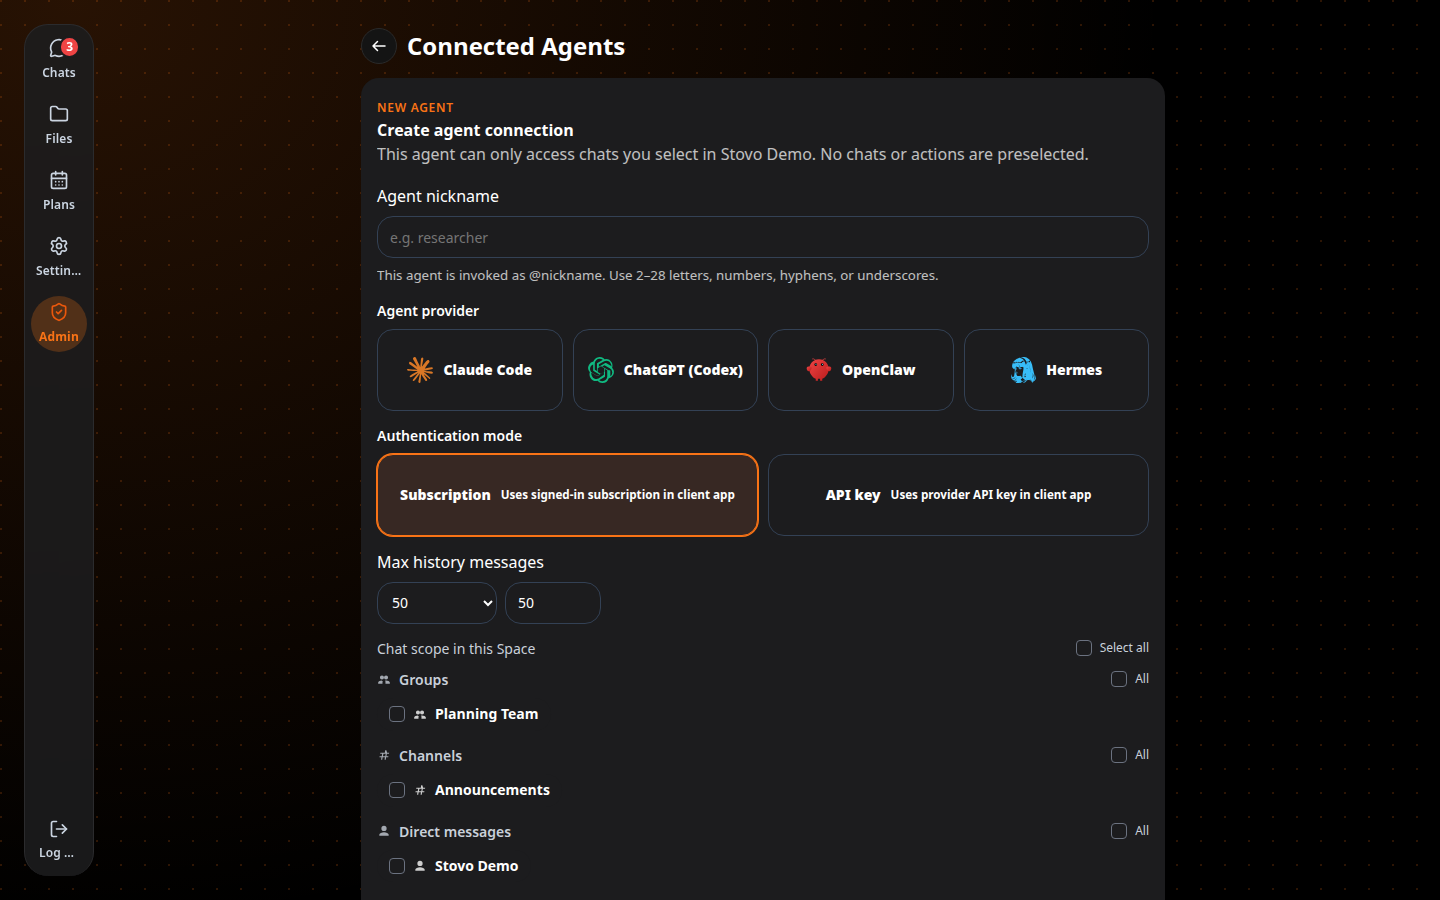 3
Chats
Files
Plans
Settin...
Admin
Log ...
Connected Agents
NEW AGENT
Create agent connection
This agent can only access chats you select in Stovo Demo. No chats or actions are preselected.
Agent nickname
e.g. researcher
This agent is invoked as @nickname. Use 2–28 letters, numbers, hyphens, or underscores.
Agent provider
Claude Code
ChatGPT (Codex)
OpenClaw
Hermes
Authentication mode
Subscription Uses signed-in subscription in client app
API key Uses provider API key in client app
Max history messages
50
50
Chat scope in this Space
Select all
Groups
All
Planning Team
Channels
All
Announcements
Direct messages
All
Stovo Demo